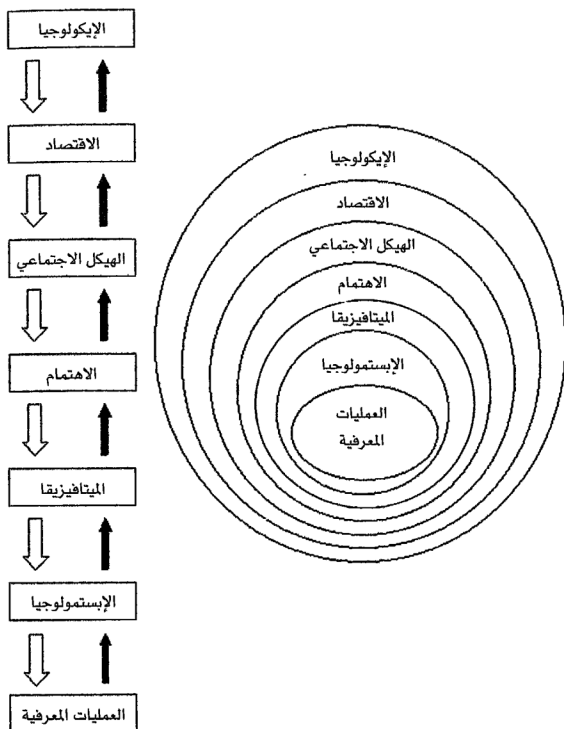 الإيكولوجيا
الاقتصاد
الهيكل الاجتماعي
الاهتمام
الميتافيزيقا
الإبستمولوجيا
العمليات المعرفية
الإيكولوجيا
الاقتصاد
الهيكل الاجتماعي
الاهتمام
الميتافيزيقا
الإبستمولوجيا
العمليات
المعرفية